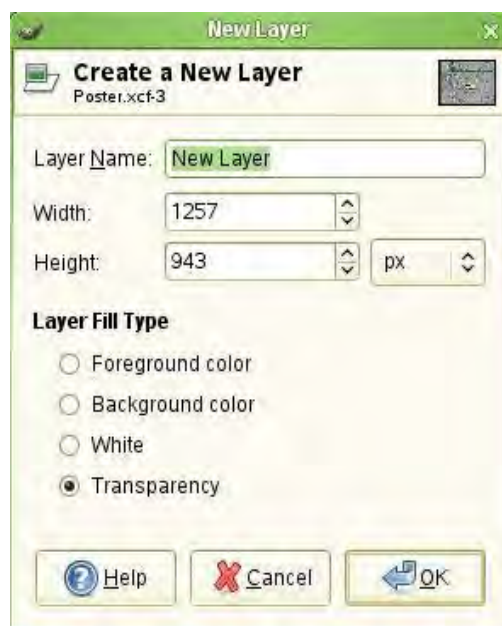 New Layer
Create a New Layer
Poster.xcf-3
Layer Name: New Layer
Width: 1257
Height: 943 px
Layer Fill Type
Foreground color
Background color
White
Transparency
Help Cancel OK